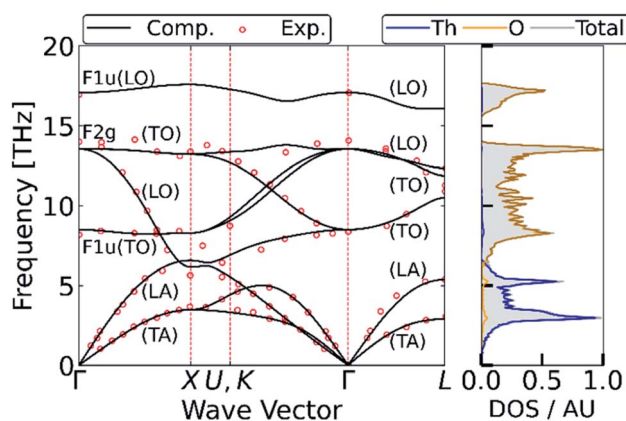 Comp. Exp.
Th O Total
20
15
10
5
0
Frequency [THz]
F1u(LO)
F2g
(TO)
(LO)
F1u(TO)
(LA)
(TA)
(LO)
(LO)
(TO)
(TO)
(LA)
(TA)
Γ X U, K Γ L
Wave Vector
0.0 0.5 1.0
DOS / AU